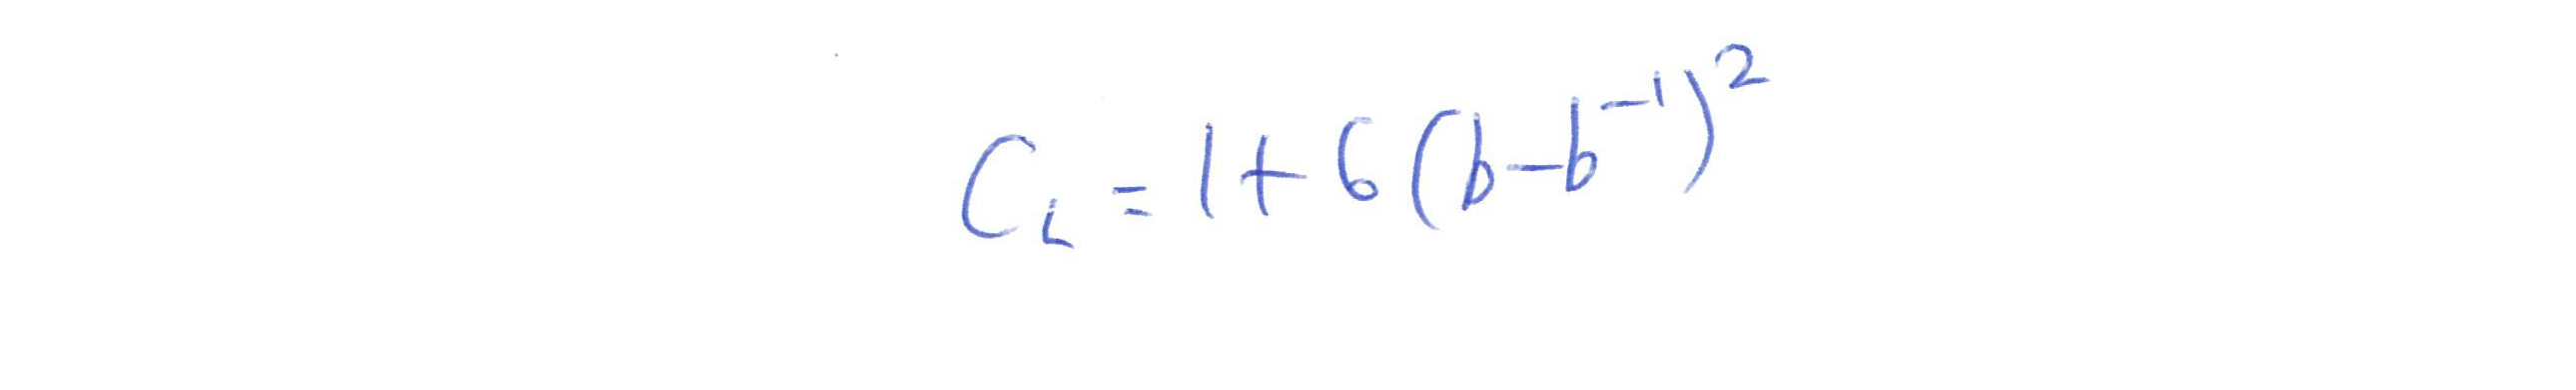 C_L = 1 + 6(b - b^{-1})^2